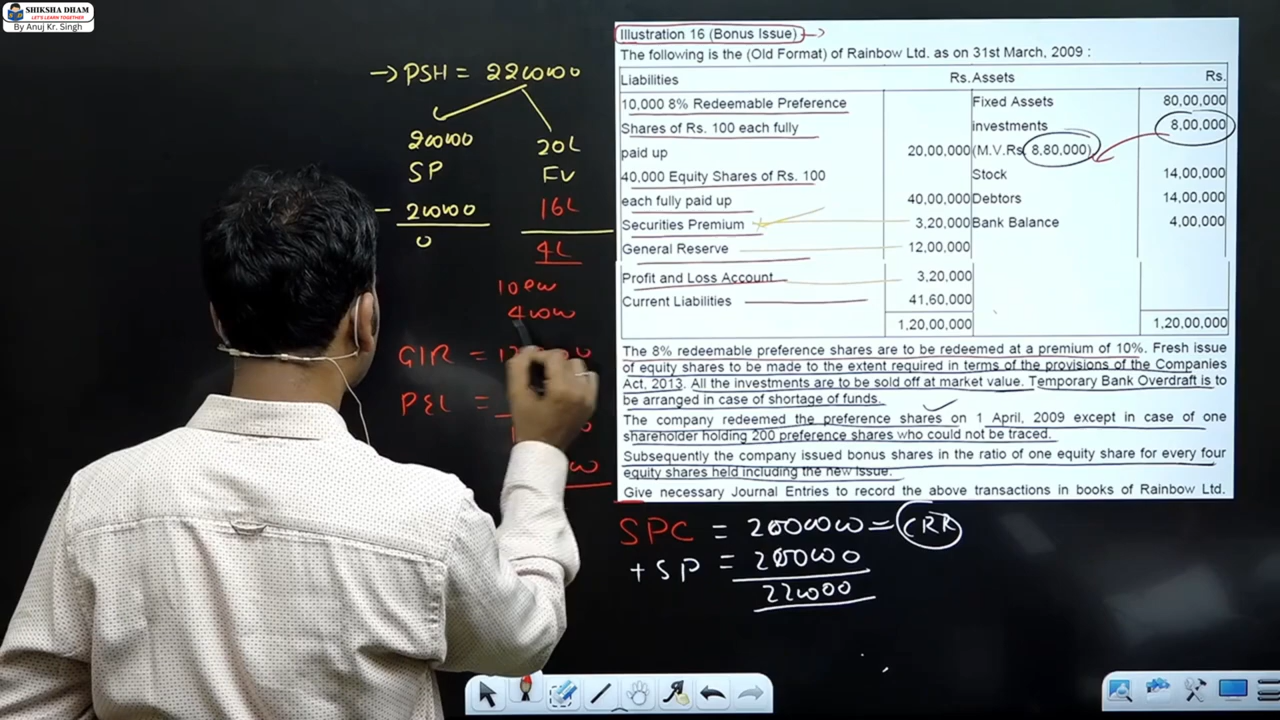 SHIKSHA DHAM
LET'S LEARN TOGETHER
By Anuj Kr. Singh
→ PSH = 2200000
200000
20L
SP
FV
- 200000
16L
0
4L
GIR =
P&L =
Illustration 16 (Bonus Issue)
The following is the (Old Format) of Rainbow Ltd. as on 31st March, 2009 :
Liabilities Rs. Assets Rs.
10,000 8% Redeemable Preference Fixed Assets 80,00,000
Shares of Rs. 100 each fully investments 8,00,000
paid up 20,00,000 (M.V.Rs 8,80,000)
40,000 Equity Shares of Rs. 100 Stock 14,00,000
each fully paid up 40,00,000 Debtors 14,00,000
Securities Premium 3,20,000 Bank Balance 4,00,000
General Reserve 12,00,000
Profit and Loss Account 3,20,000
Current Liabilities 41,60,000
1,20,00,000 1,20,00,000
The 8% redeemable preference shares are to be redeemed at a premium of 10%. Fresh issue
of equity shares to be made to the extent required in terms of the provisions of the Companies
Act, 2013. All the investments are to be sold off at market value. Temporary Bank Overdraft is to
be arranged in case of shortage of funds.
The company redeemed the preference shares on 1 April, 2009 except in case of one
shareholder holding 200 preference shares who could not be traced.
Subsequently the company issued bonus shares in the ratio of one equity share for every four
equity shares held including the new issue.
Give necessary Journal Entries to record the above transactions in books of Rainbow Ltd.
SPC = 2000000 = CRR
+ SP = 200000